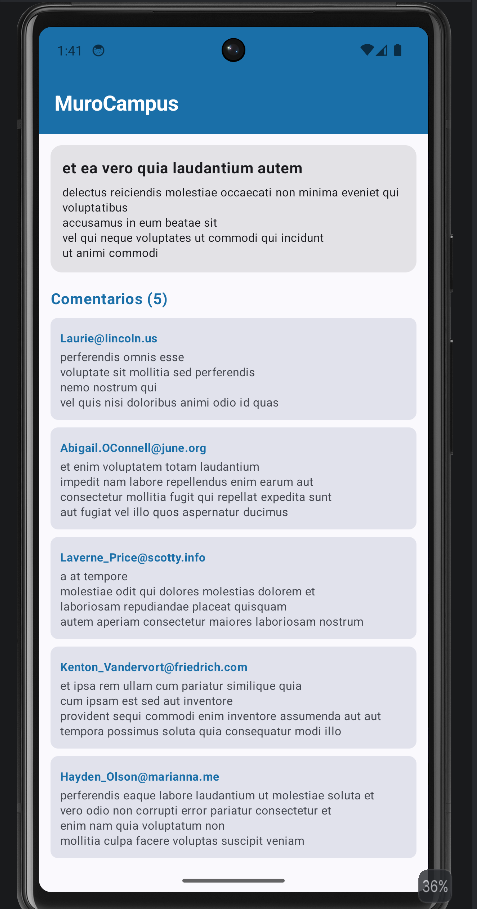 1:41
MuroCampus
et ea vero quia laudantium autem
delectus reiciendis molestiae occaecati non minima eveniet qui
voluptatibus
accusamus in eum beatae sit
vel qui neque voluptates ut commodi qui incidunt
ut animi commodi
Comentarios (5)
Laurie@lincoln.us
perferendis omnis esse
voluptate sit mollitia sed perferendis
nemo nostrum qui
vel quis nisi doloribus animi odio id quas
Abigail.OConnell@june.org
et enim voluptatem totam laudantium
impedit nam labore repellendus enim earum aut
consectetur mollitia fugit qui repellat expedita sunt
aut fugiat vel illo quos aspernatur ducimus
Laverne_Price@scotty.info
a at tempore
molestiae odit qui dolores molestias dolorem et
laboriosam repudiandae placeat quisquam
autem aperiam consectetur maiores laboriosam nostrum
Kenton_Vandervort@friedrich.com
et ipsa rem ullam cum pariatur similique quia
cum ipsam est sed aut inventore
provident sequi commodi enim inventore assumenda aut aut
tempora possimus soluta quia consequatur modi illo
Hayden_Olson@marianna.me
perferendis eaque labore laudantium ut molestiae soluta et
vero odio non corrupti error pariatur consectetur et
enim nam quia voluptatum non
mollitia culpa facere voluptas suscipit veniam
36%